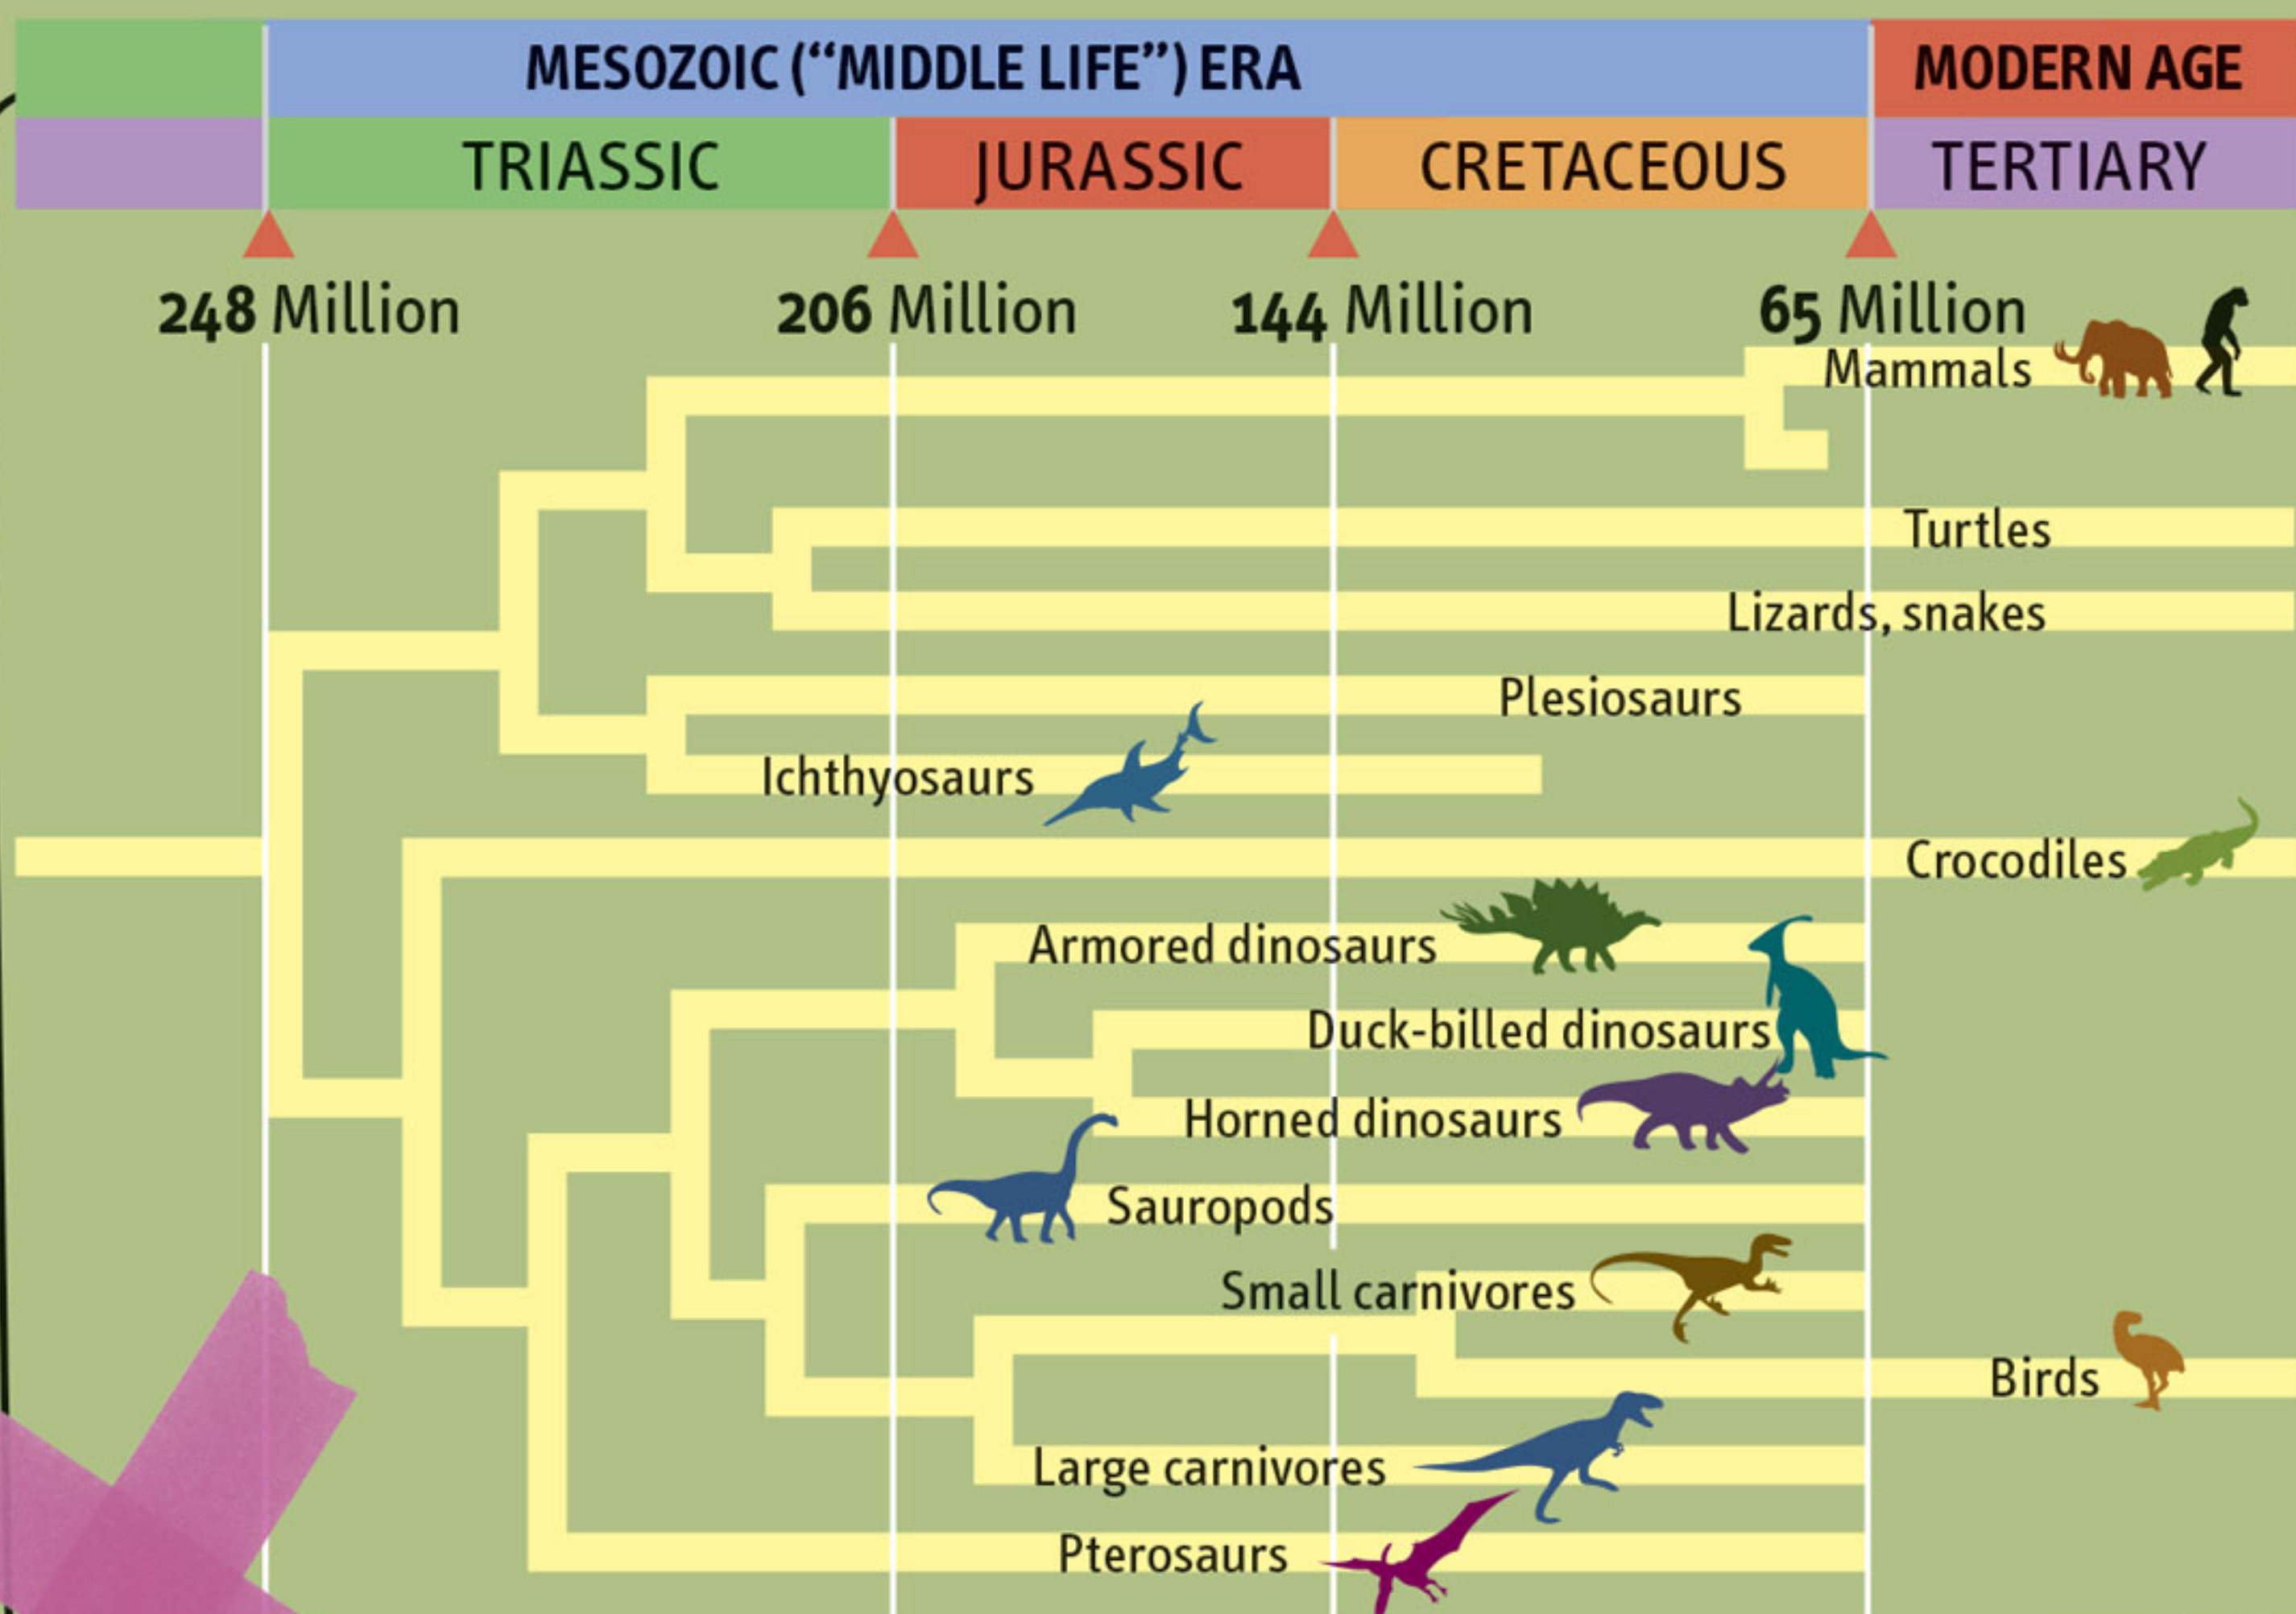 MESOZOIC (“MIDDLE LIFE”) ERA
MODERN AGE
TRIASSIC
JURASSIC
CRETACEOUS
TERTIARY
248 Million
206 Million
144 Million
65 Million
Mammals
Turtles
Lizards, snakes
Plesiosaurs
Ichthyosaurs
Crocodiles
Armored dinosaurs
Duck-billed dinosaurs
Horned dinosaurs
Sauropods
Small carnivores
Birds
Large carnivores
Pterosaurs